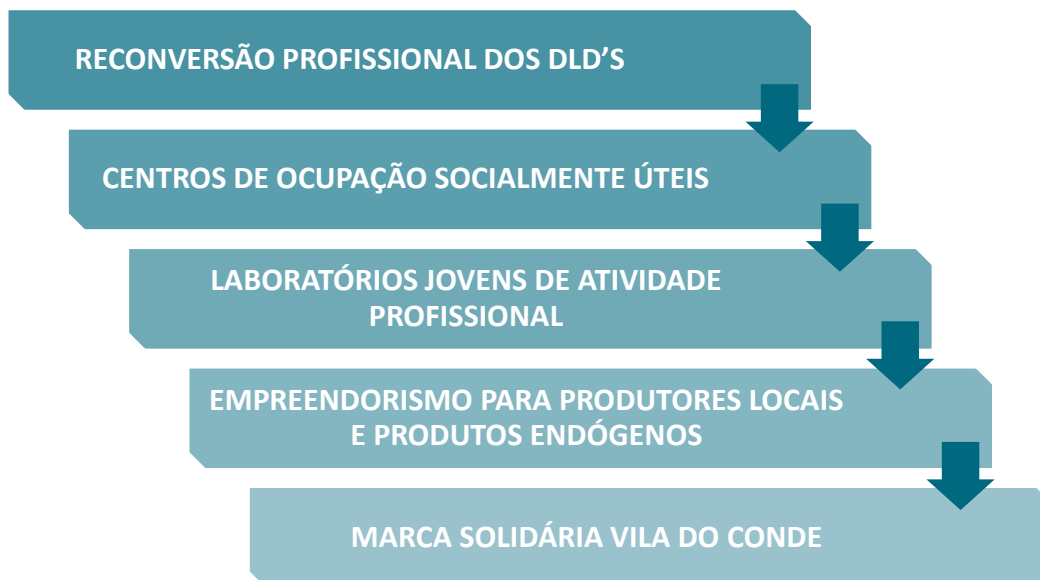 RECONVERSÃO PROFISSIONAL DOS DLD’S
CENTROS DE OCUPAÇÃO SOCIALMENTE ÚTEIS
LABORATÓRIOS JOVENS DE ATIVIDADE
PROFISSIONAL
EMPREENDORISMO PARA PRODUTORES LOCAIS
E PRODUTOS ENDÓGENOS
MARCA SOLIDÁRIA VILA DO CONDE